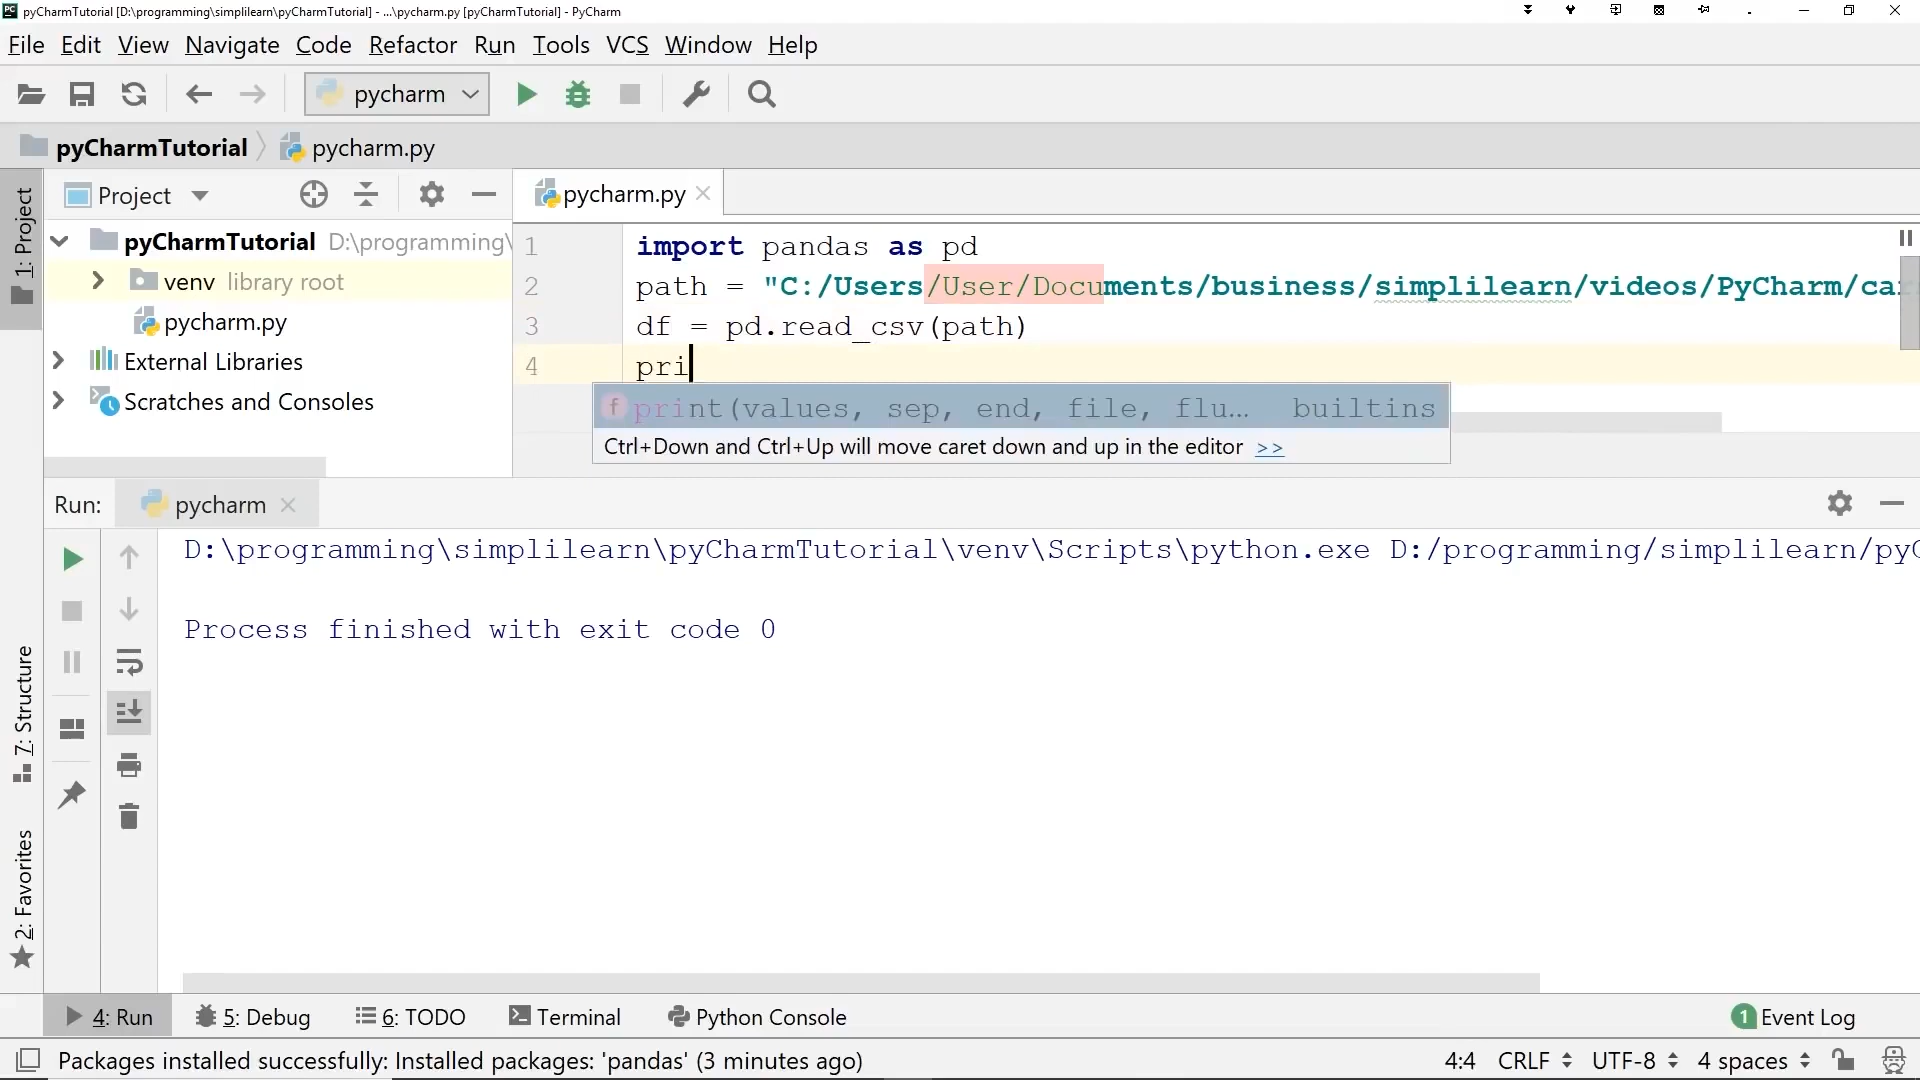 pyCharmTutorial [D:\programming\simplilearn\pyCharmTutorial] - ...\pycharm.py [pyCharmTutorial] - PyCharm
File Edit View Navigate Code Refactor Run Tools VCS Window Help
pycharm
pyCharmTutorial pycharm.py
1: Project
Project
pycharm.py
pyCharmTutorial D:\programming\
venv library root
pycharm.py
External Libraries
Scratches and Consoles
1 import pandas as pd
2 path = "C:/Users/User/Documents/business/simplilearn/videos/PyCharm/car
3 df = pd.read_csv(path)
4 pri
f print(values, sep, end, file, flu... builtins
Ctrl+Down and Ctrl+Up will move caret down and up in the editor >>
Run: pycharm
D:\programming\simplilearn\pyCharmTutorial\venv\Scripts\python.exe D:/programming/simplilearn/pyC
Process finished with exit code 0
7: Structure
2: Favorites
4: Run 5: Debug 6: TODO Terminal Python Console 1 Event Log
Packages installed successfully: Installed packages: 'pandas' (3 minutes ago) 4:4 CRLF UTF-8 4 spaces